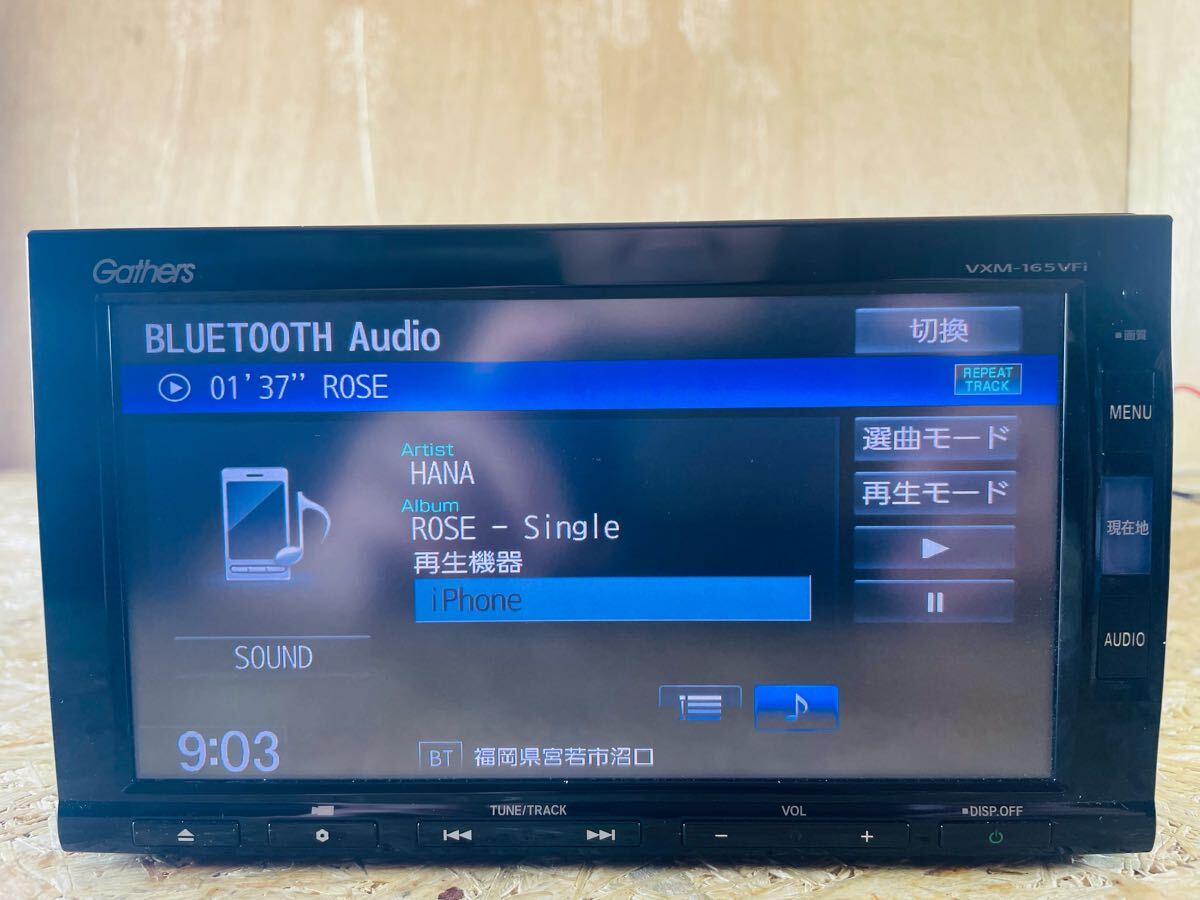 Gathers
VXM-165VFi
BLUETOOTH Audio
切換
01'37'' ROSE
REPEAT
TRACK
■画質
MENU
Artist
HANA
選曲モード
Album
ROSE - Single
再生モード
再生機器
現在地
iPhone
AUDIO
SOUND
9:03
BT 福岡県宮若市沼口
TUNE/TRACK
VOL
■DISP.OFF